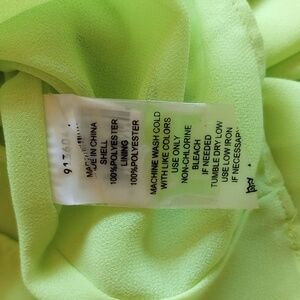 MADE IN CHINA
SHELL
100%POLYESTER
LINING
100%POLYESTER
MACHINE WASH COLD
WITH LIKE COLORS
USE ONLY
NON-CHLORINE
BLEACH
IF NEEDED
TUMBLE DRY LOW
USE LOW IRON
IF NECESSARY